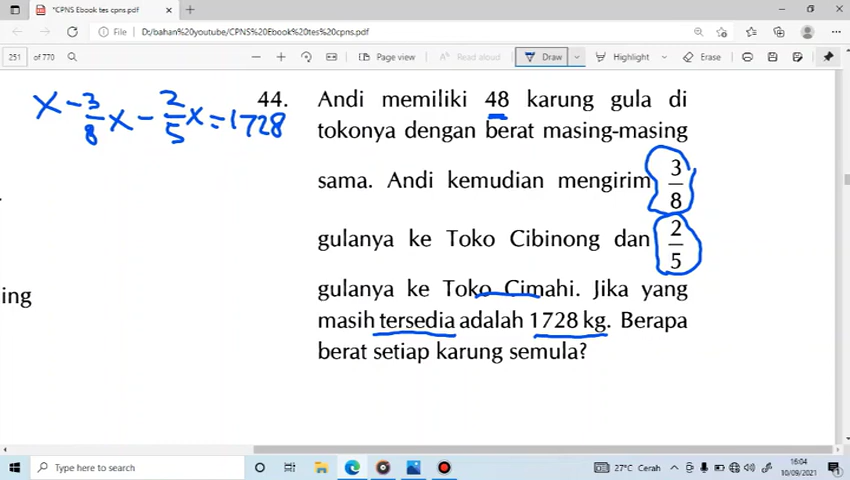 *CPNS Ebook tes cpns.pdf
File | D:/bahan%20youtube/CPNS%20Ebook%20tes%20cpns.pdf
251 of 770
Page view
Read aloud
Draw
Highlight
Erase
x - 3/8 x - 2/5 x = 1728
44. Andi memiliki 48 karung gula di
tokonya dengan berat masing-masing
sama. Andi kemudian mengirim 3/8
gulanya ke Toko Cibinong dan 2/5
gulanya ke Toko Cimahi. Jika yang
masih tersedia adalah 1728 kg. Berapa
berat setiap karung semula?
ing
Type here to search
27°C Cerah
16:04
10/09/2021